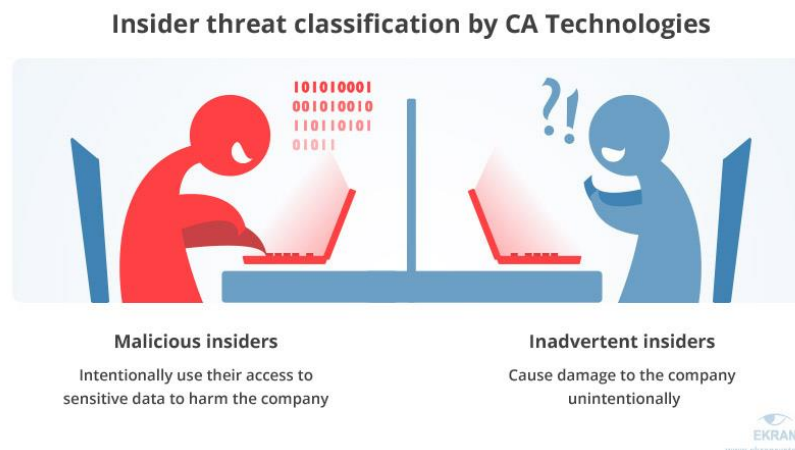 Insider threat classification by CA Technologies
101010001
001010010
110110101
01011
?!
Malicious insiders
Intentionally use their access to
sensitive data to harm the company
Inadvertent insiders
Cause damage to the company
unintentionally
EKRAN